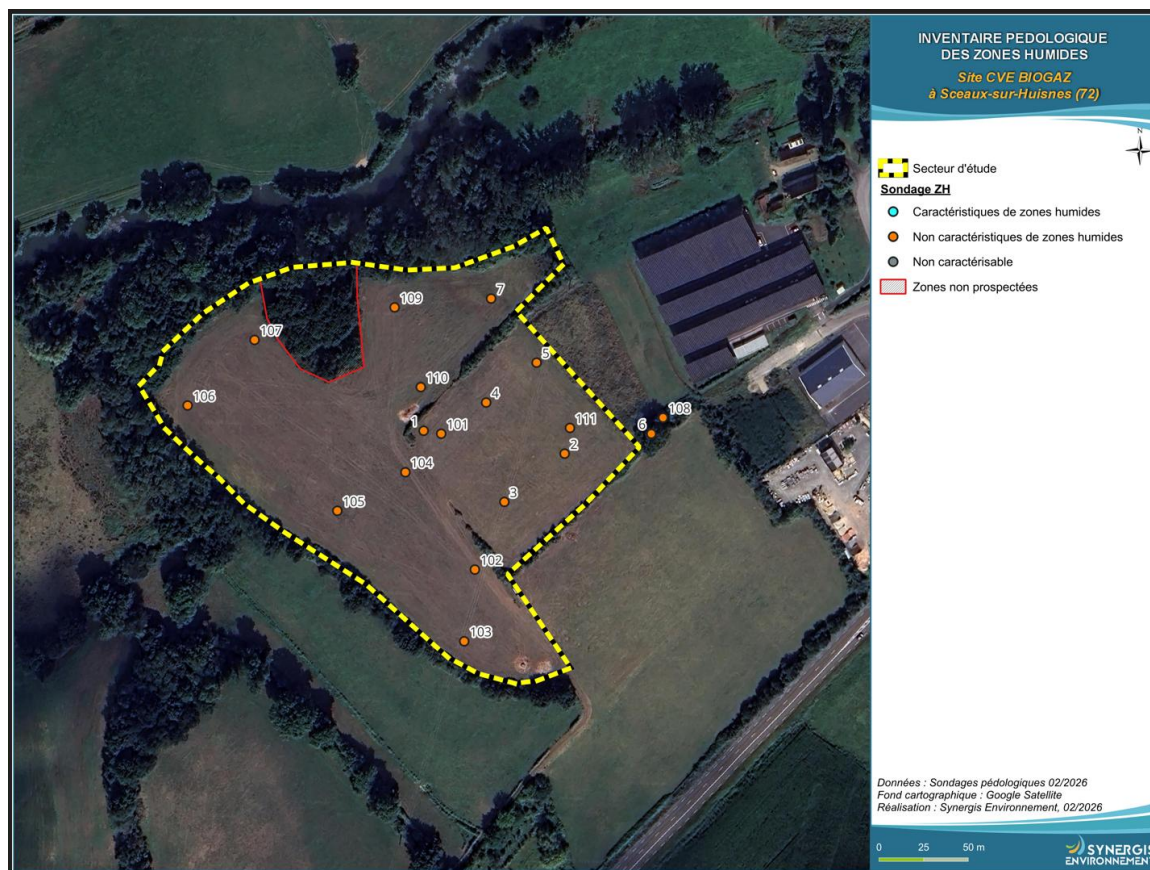 INVENTAIRE PEDOLOGIQUE
DES ZONES HUMIDES
Site CVE BIOGAZ
à Sceaux-sur-Huisnes (72)
N
Secteur d'étude
Sondage ZH
Caractéristiques de zones humides
Non caractéristiques de zones humides
Non caractérisable
Zones non prospectées
7
109
107
5
110
4
106
108
111
1
101
6
2
104
3
105
102
103
Données : Sondages pédologiques 02/2026
Fond cartographique : Google Satellite
Réalisation : Synergis Environnement, 02/2026
0 25 50 m
SYNERGIS
ENVIRONNEMENT